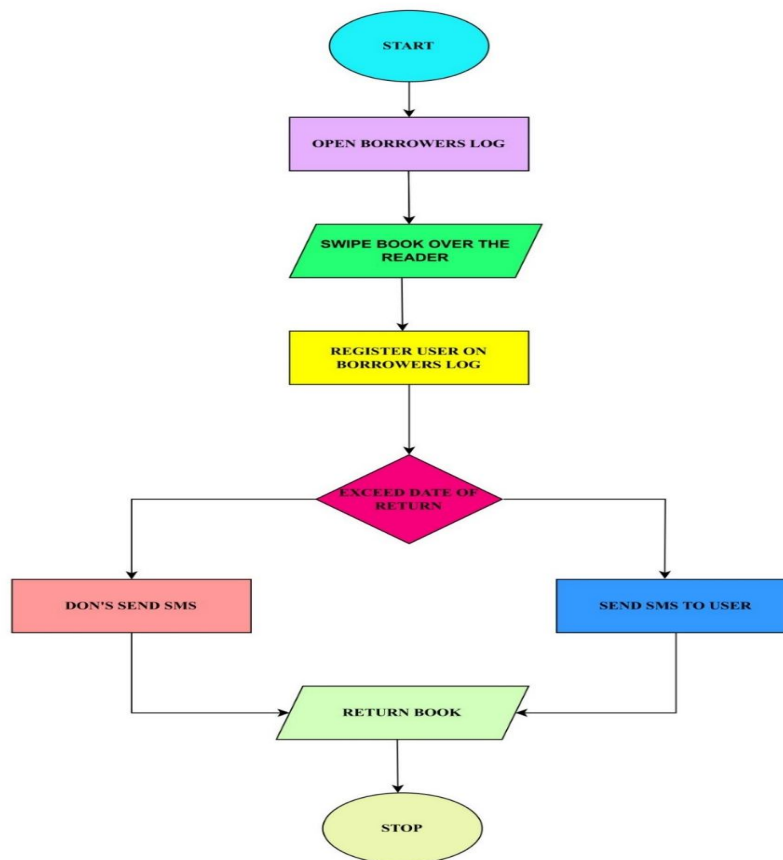 START
OPEN BORROWERS LOG
SWIPE BOOK OVER THE
READER
REGISTER USER ON
BORROWERS LOG
EXCEED DATE OF
RETURN
DON'S SEND SMS
SEND SMS TO USER
RETURN BOOK
STOP